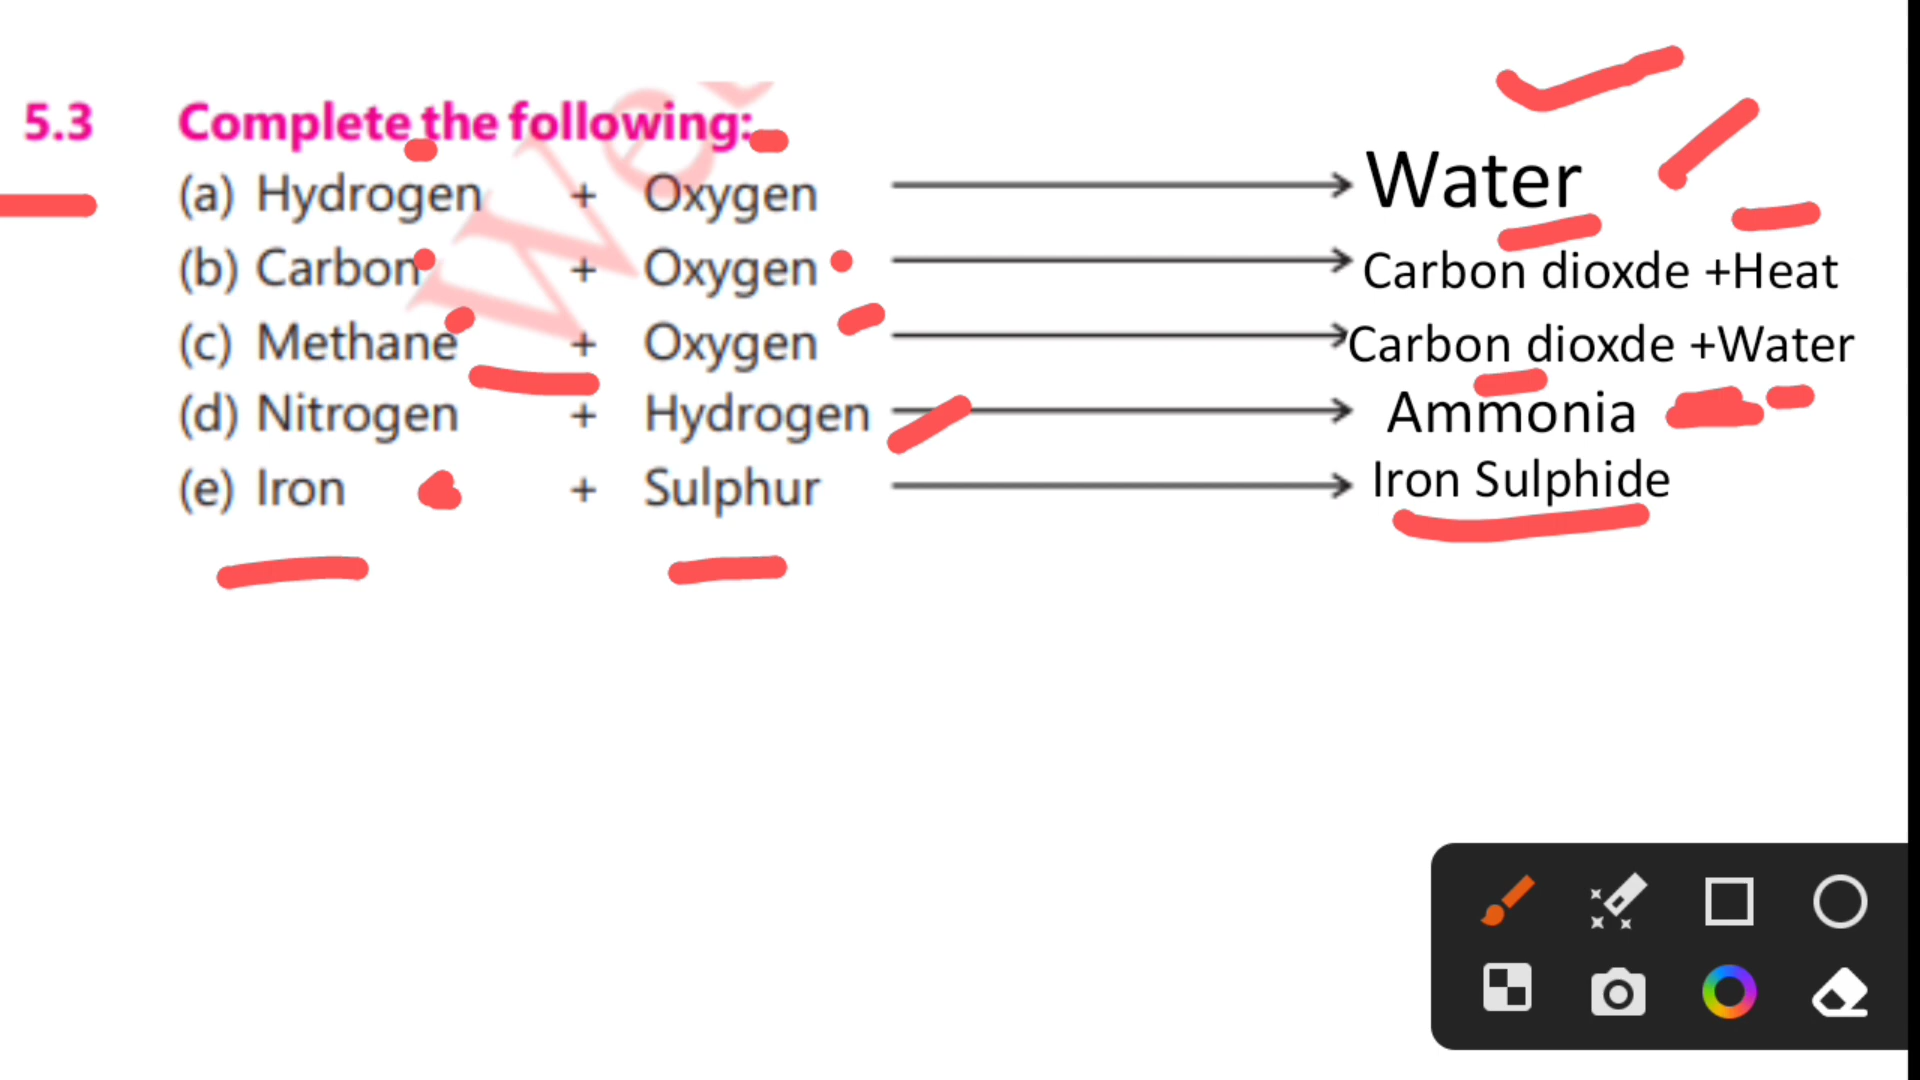 5.3 Complete the following:
(a) Hydrogen + Oxygen → Water
(b) Carbon + Oxygen → Carbon dioxde +Heat
(c) Methane + Oxygen → Carbon dioxde +Water
(d) Nitrogen + Hydrogen → Ammonia
(e) Iron + Sulphur → Iron Sulphide